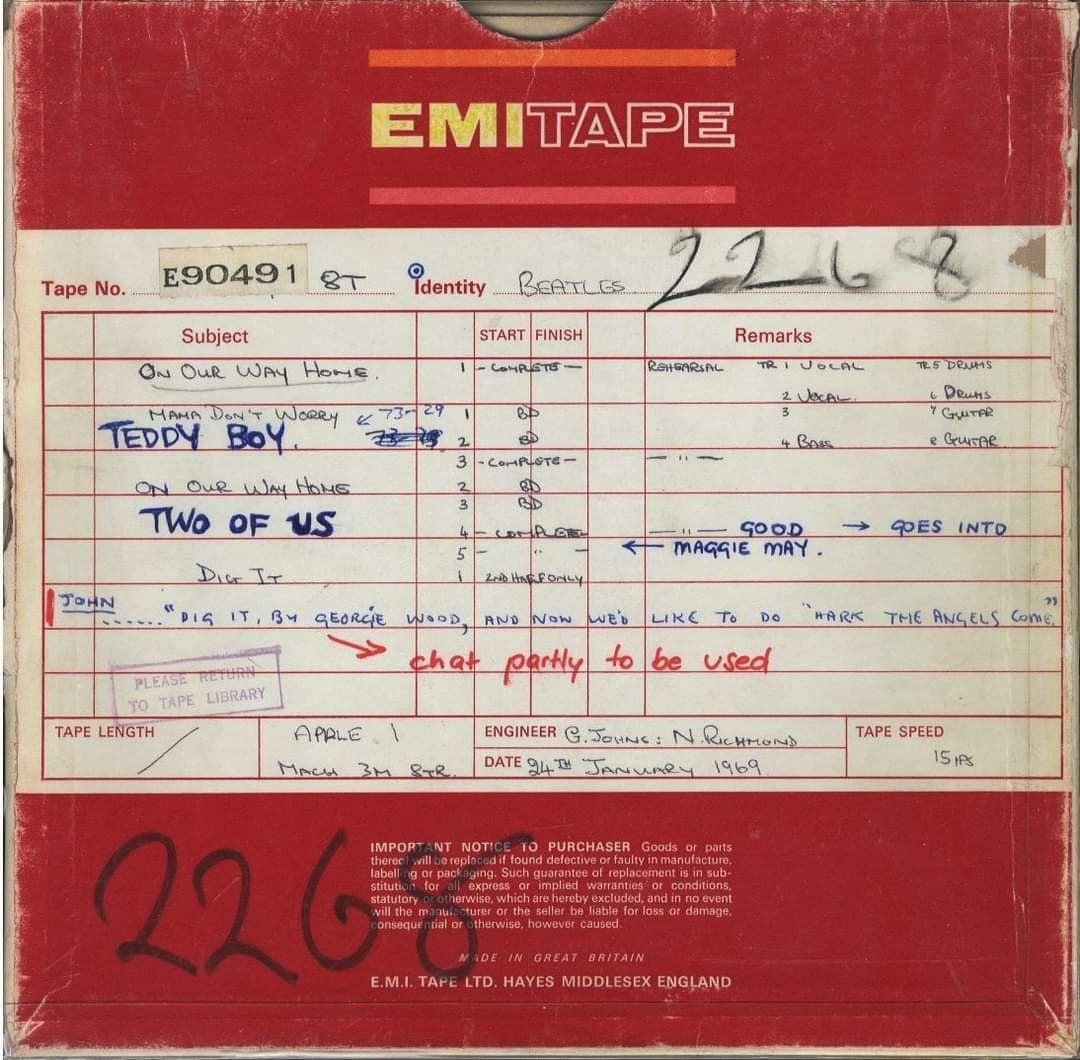 EMITAPE
Tape No. E90491 8T Identity BEATLES 2268
Subject START FINISH Remarks
ON OUR WAY HOME. 1 - COMPLETE - REHEARSAL TR 1 VOCAL TR 5 DRUMS
2 VOCAL 6 DRUMS
MAMA DON'T WORRY ↙ 73-29 1 BD 3 7 GUITAR
TEDDY BOY. 2 BD 4 BASS 8 GUITAR
3 - COMPLETE - — " —
ON OUR WAY HOME 2 BD
3 BD
TWO OF US 4 - COMPLETE - — " — GOOD → GOES INTO
5 - " - ← MAGGIE MAY.
DIG IT 1 2ND HALF ONLY
JOHN ...... "DIG IT, BY GEORGIE WOOD, AND NOW WE'D LIKE TO DO "HARK THE ANGELS COME"
→ chat partly to be used
PLEASE RETURN
TO TAPE LIBRARY
TAPE LENGTH / APPLE 1 ENGINEER G. JOHNS : N. RICHMOND TAPE SPEED
MACH 3M 8TR. DATE 24TH JANUARY 1969 15 IPS
2268
IMPORTANT NOTICE TO PURCHASER Goods or parts
thereof will be replaced if found defective or faulty in manufacture,
labelling or packaging. Such guarantee of replacement is in sub-
stitution for all express or implied warranties or conditions,
statutory or otherwise, which are hereby excluded, and in no event
will the manufacturer or the seller be liable for loss or damage,
consequential or otherwise, however caused.
MADE IN GREAT BRITAIN
E.M.I. TAPE LTD. HAYES MIDDLESEX ENGLAND